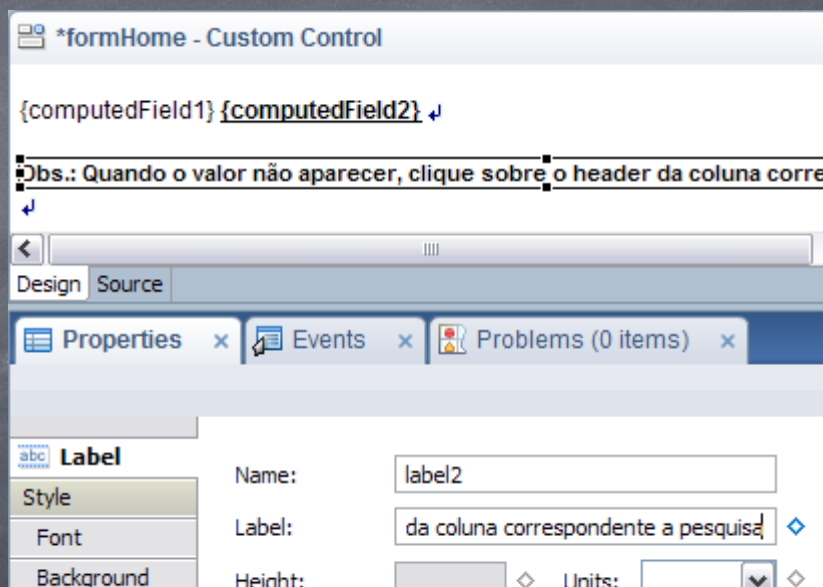 *formHome - Custom Control
{computedField1} {computedField2}
Obs.: Quando o valor não aparecer, clique sobre o header da coluna corre
Design Source
Properties Events Problems (0 items)
abc Label
Name: label2
Style
Label: da coluna correspondente a pesquisa
Font
Height: Units:
Background